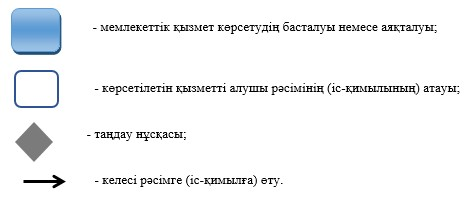 - мемлекеттік қызмет көрсетудің басталуы немесе аяқталуы;
- көрсетілетін қызметті алушы рәсімінің (іс-қимылының) атауы;
- таңдау нұсқасы;
- келесі рәсімге (іс-қимылға) өту.